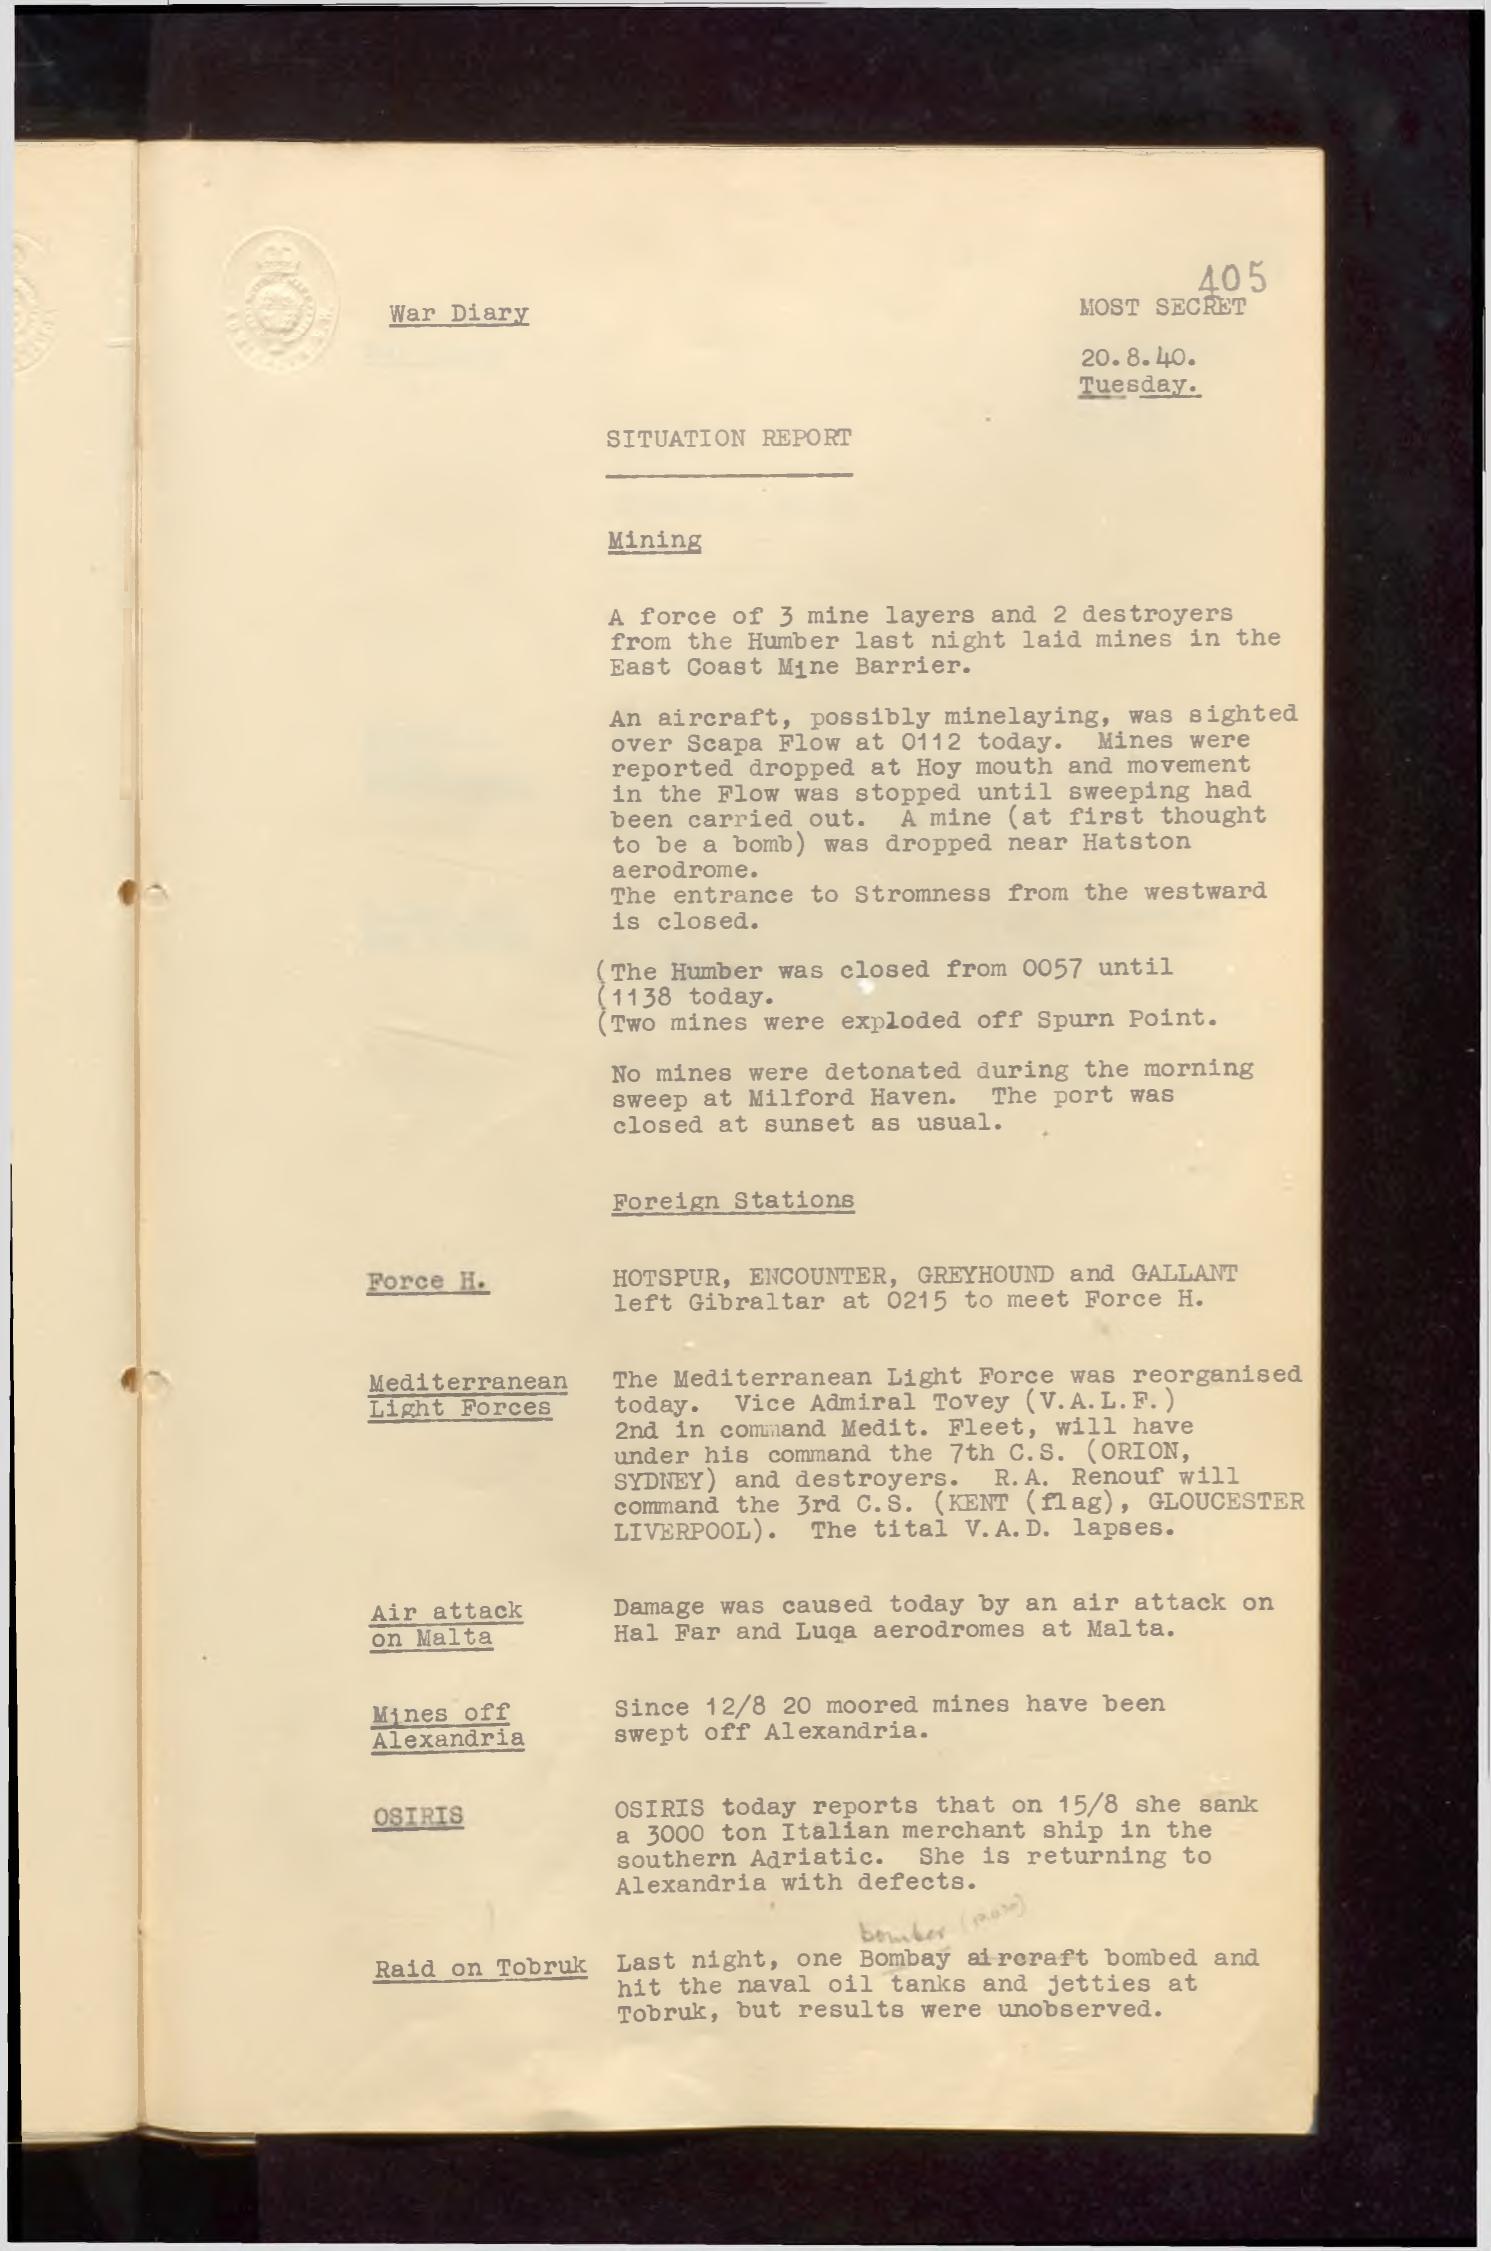 405
War Diary
MOST SECRET
20.8.40.
Tuesday.
SITUATION REPORT
Mining
A force of 3 mine layers and 2 destroyers
from the Humber last night laid mines in the
East Coast Mine Barrier.
An aircraft, possibly minelaying, was sighted
over Scapa Flow at 0112 today. Mines were
reported dropped at Hoy mouth and movement
in the Flow was stopped until sweeping had
been carried out. A mine (at first thought
to be a bomb) was dropped near Hatston
aerodrome.
The entrance to Stromness from the westward
is closed.
(The Humber was closed from 0057 until
(1138 today.
(Two mines were exploded off Spurn Point.
No mines were detonated during the morning
sweep at Milford Haven. The port was
closed at sunset as usual.
Foreign Stations
Force H.
HOTSPUR, ENCOUNTER, GREYHOUND and GALLANT
left Gibraltar at 0215 to meet Force H.
Mediterranean
Light Forces
The Mediterranean Light Force was reorganised
today. Vice Admiral Tovey (V.A.L.F.)
2nd in command Medit. Fleet, will have
under his command the 7th C.S. (ORION,
SYDNEY) and destroyers. R.A. Renouf will
command the 3rd C.S. (KENT (flag), GLOUCESTER
LIVERPOOL). The tital V.A.D. lapses.
Air attack
on Malta
Damage was caused today by an air attack on
Hal Far and Luqa aerodromes at Malta.
Mines off
Alexandria
Since 12/8 20 moored mines have been
swept off Alexandria.
OSIRIS
OSIRIS today reports that on 15/8 she sank
a 3000 ton Italian merchant ship in the
southern Adriatic. She is returning to
Alexandria with defects.
bomber
Raid on Tobruk
Last night, one Bombay aircraft bombed and
hit the naval oil tanks and jetties at
Tobruk, but results were unobserved.